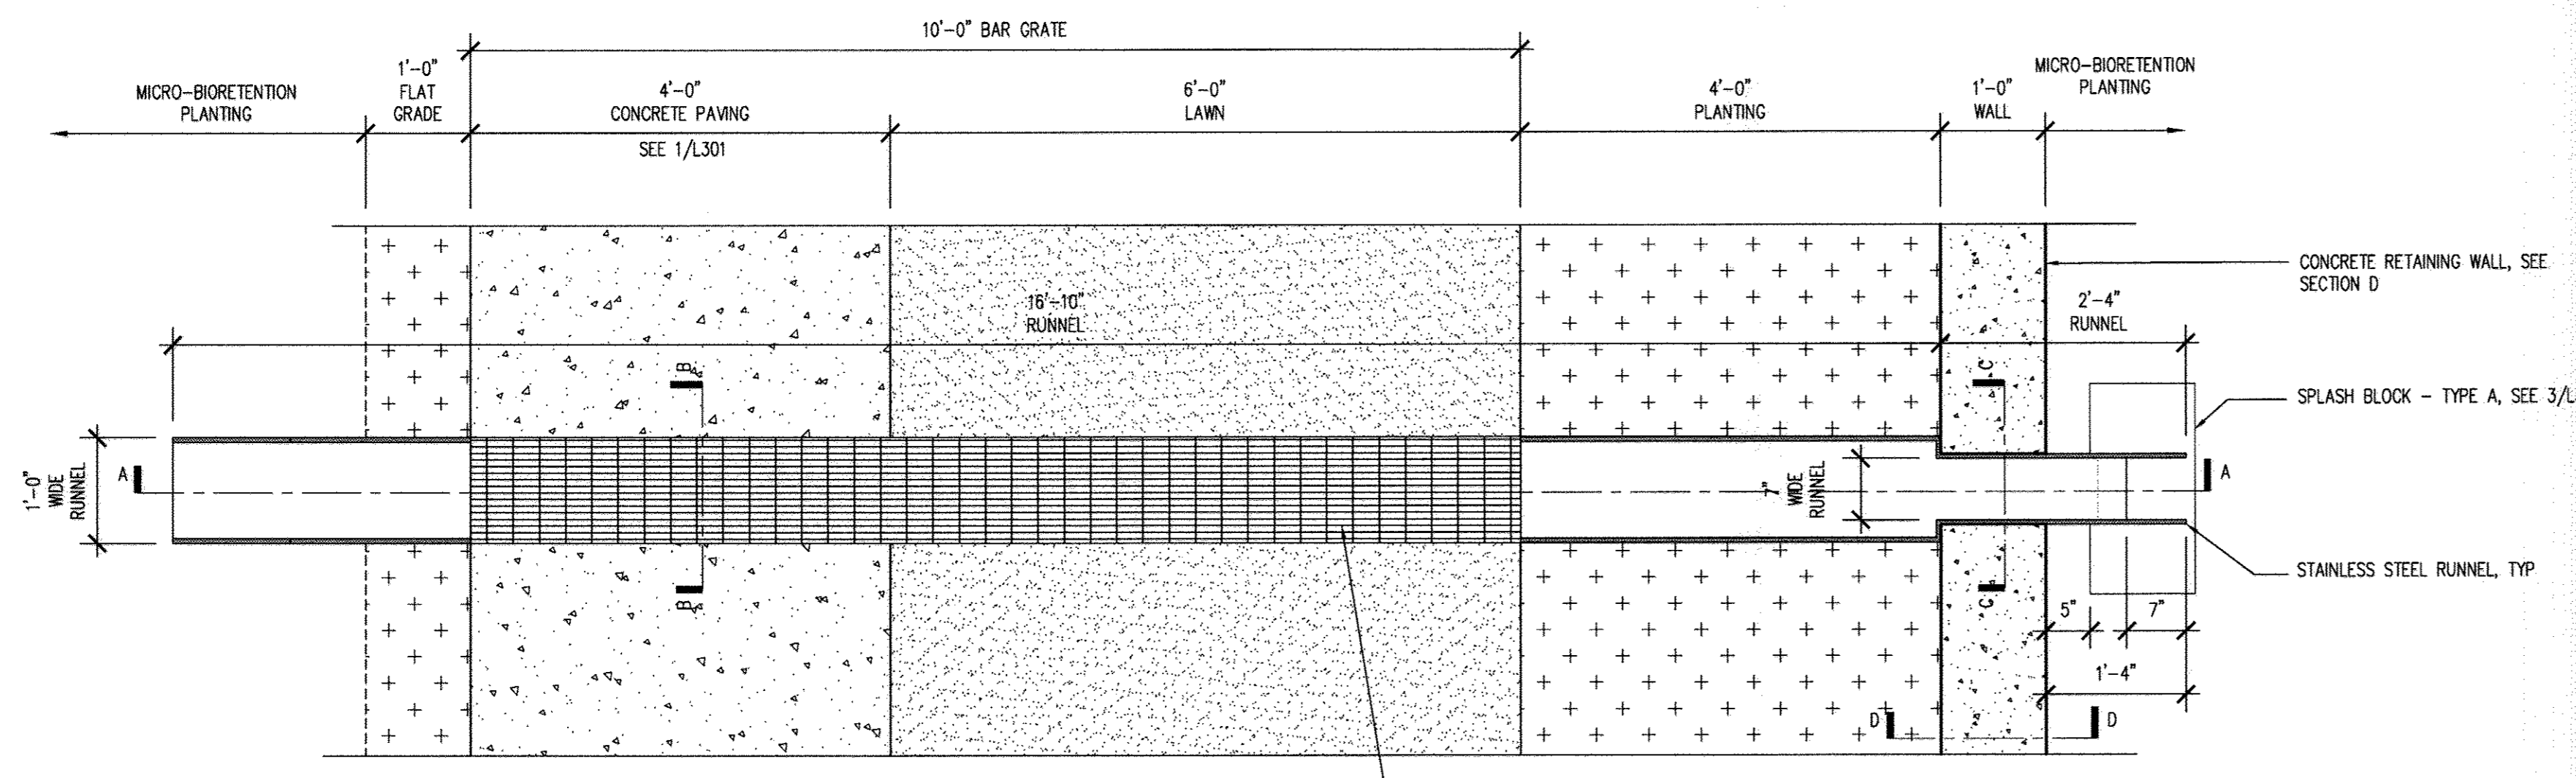 10'-0" BAR GRATE
MICRO-BIORETENTION
PLANTING
1'-0"
FLAT
GRADE
4'-0"
CONCRETE PAVING
SEE 1/L301
6'-0"
LAWN
4'-0"
PLANTING
1'-0"
WALL
MICRO-BIORETENTION
PLANTING
CONCRETE RETAINING WALL, SEE
SECTION D
16'-10"
RUNNEL
2'-4"
RUNNEL
B
C
SPLASH BLOCK - TYPE A, SEE 3/L
1'-0"
WIDE
RUNNEL
A
7"
WIDE
RUNNEL
A
STAINLESS STEEL RUNNEL, TYP
B
C
5"
7"
1'-4"
D
D